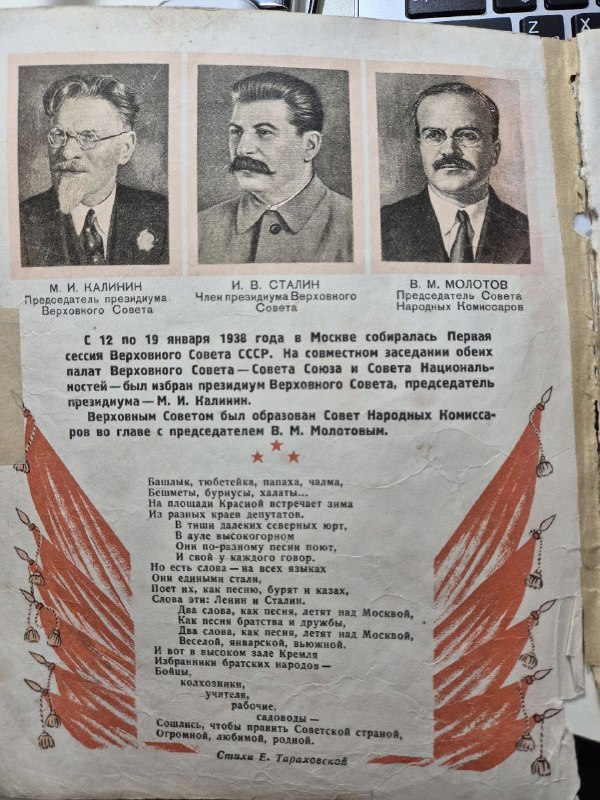 М. И. КАЛИНИН
Председатель президиума
Верховного Совета
И. В. СТАЛИН
Член президиума Верховного
Совета
В. М. МОЛОТОВ
Председатель Совета
Народных Комиссаров
С 12 по 19 января 1938 года в Москве собиралась Первая
сессия Верховного Совета СССР. На совместном заседании обеих
палат Верховного Совета—Совета Союза и Совета Националь-
ностей—был избран президиум Верховного Совета, председатель
президиума—М. И. Калинин.
Верховным Советом был образован Совет Народных Комисса-
ров во главе с председателем В. М. Молотовым.
Башлык, тюбетейка, папаха, чалма,
Бешметы, бурнусы, халаты...
На площади Красной встречает зима
Из разных краев депутатов.
В тиши далеких северных юрт,
В ауле высокогорном
Они по-разному песни поют,
И свой у каждого говор.
Но есть слова—на всех языках
Они едиными стали,
Поет их, как песню, бурят и казах,
Слова эти: Ленин и Сталин.
Два слова, как песня, летят над Москвой,
Как песня братства и дружбы,
Два слова, как песня, летят над Москвой,
Веселой, январской, вьюжной.
И вот в высоком зале Кремля
Избранники братских народов—
Бойцы,
колхозники,
учителя,
рабочие,
садоводы—
Сошлись, чтобы править Советской страной,
Огромной, любимой, родной.
Стихи Е. Тараховской